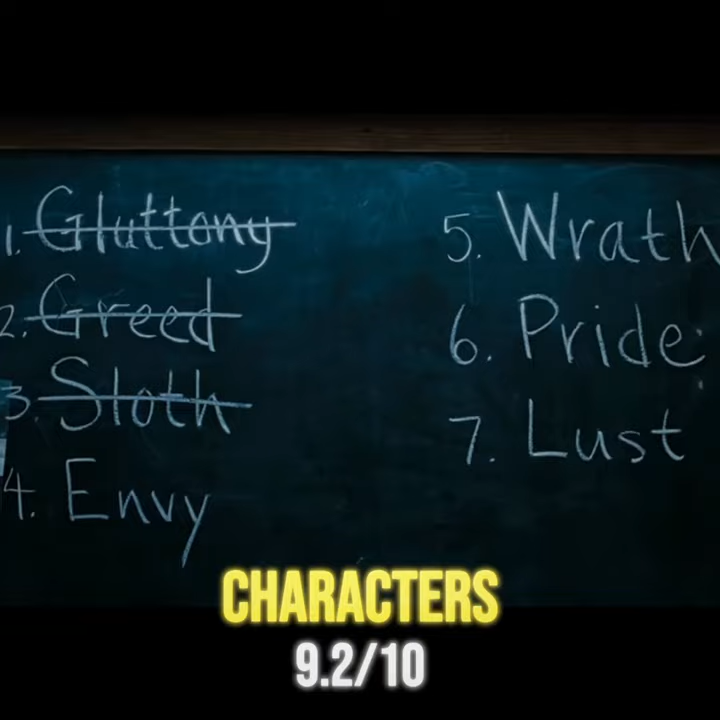 1. Gluttony
2. Greed
3. Sloth
4. Envy
5. Wrath
6. Pride
7. Lust
CHARACTERS
9.2/10